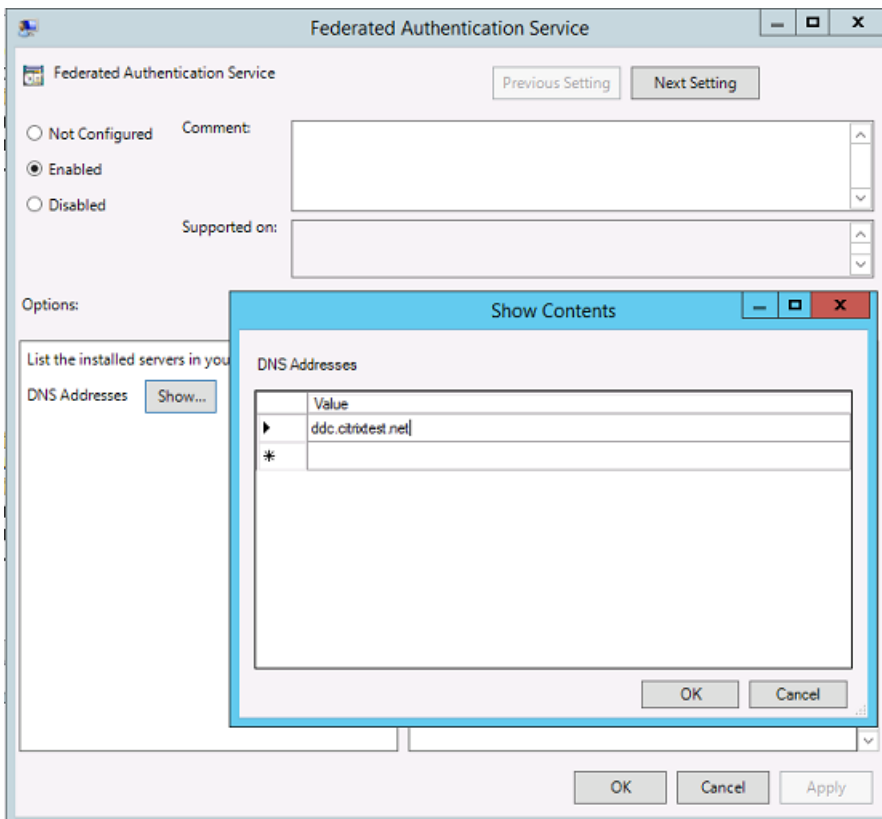 Federated Authentication Service
Federated Authentication Service
Previous Setting
Next Setting
Not Configured
Comment:
Enabled
Disabled
Supported on:
Options:
Show Contents
List the installed servers in you
DNS Addresses
Show...
DNS Addresses
Value
ddc.citrixtest.net
OK
Cancel
OK
Cancel
Apply